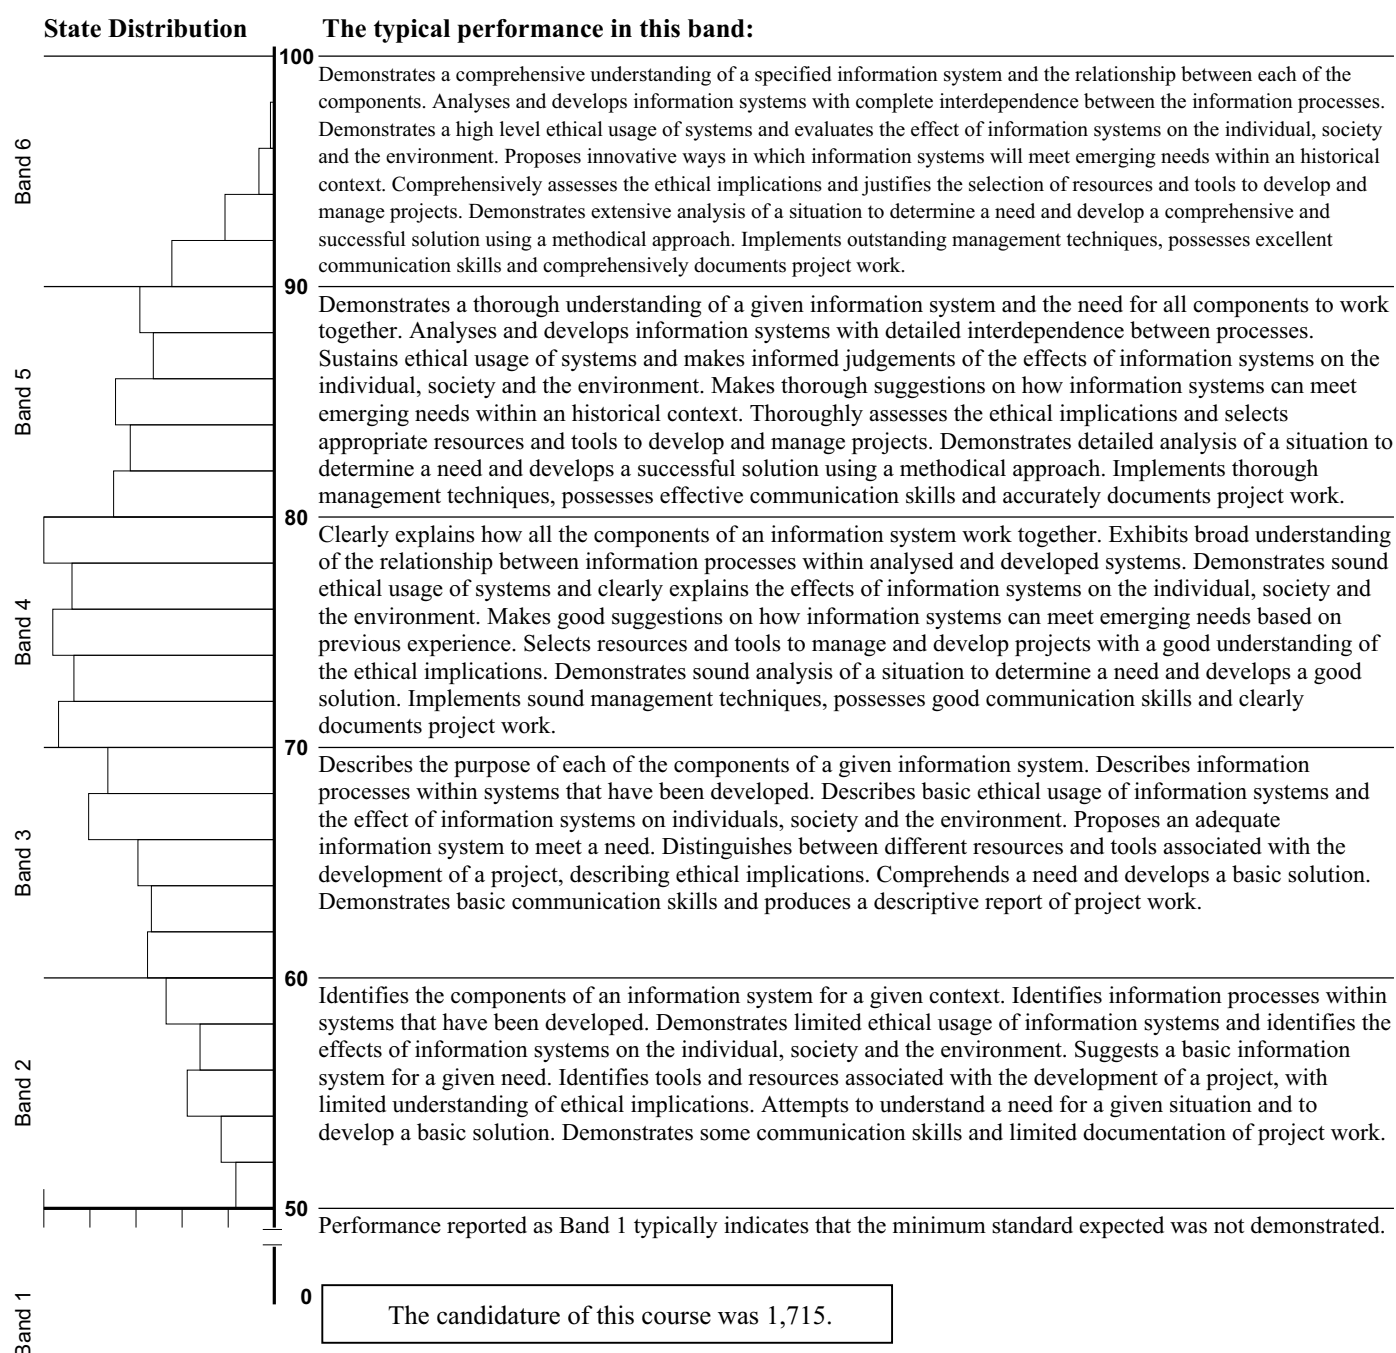 State Distribution
The typical performance in this band:
100
Band 6
Demonstrates a comprehensive understanding of a specified information system and the relationship between each of the
components. Analyses and develops information systems with complete interdependence between the information processes.
Demonstrates a high level ethical usage of systems and evaluates the effect of information systems on the individual, society
and the environment. Proposes innovative ways in which information systems will meet emerging needs within an historical
context. Comprehensively assesses the ethical implications and justifies the selection of resources and tools to develop and
manage projects. Demonstrates extensive analysis of a situation to determine a need and develop a comprehensive and
successful solution using a methodical approach. Implements outstanding management techniques, possesses excellent
communication skills and comprehensively documents project work.
90
Band 5
Demonstrates a thorough understanding of a given information system and the need for all components to work
together. Analyses and develops information systems with detailed interdependence between processes.
Sustains ethical usage of systems and makes informed judgements of the effects of information systems on the
individual, society and the environment. Makes thorough suggestions on how information systems can meet
emerging needs within an historical context. Thoroughly assesses the ethical implications and selects
appropriate resources and tools to develop and manage projects. Demonstrates detailed analysis of a situation to
determine a need and develops a successful solution using a methodical approach. Implements thorough
management techniques, possesses effective communication skills and accurately documents project work.
80
Band 4
Clearly explains how all the components of an information system work together. Exhibits broad understanding
of the relationship between information processes within analysed and developed systems. Demonstrates sound
ethical usage of systems and clearly explains the effects of information systems on the individual, society and
the environment. Makes good suggestions on how information systems can meet emerging needs based on
previous experience. Selects resources and tools to manage and develop projects with a good understanding of
the ethical implications. Demonstrates sound analysis of a situation to determine a need and develops a good
solution. Implements sound management techniques, possesses good communication skills and clearly
documents project work.
70
Band 3
Describes the purpose of each of the components of a given information system. Describes information
processes within systems that have been developed. Describes basic ethical usage of information systems and
the effect of information systems on individuals, society and the environment. Proposes an adequate
information system to meet a need. Distinguishes between different resources and tools associated with the
development of a project, describing ethical implications. Comprehends a need and develops a basic solution.
Demonstrates basic communication skills and produces a descriptive report of project work.
60
Band 2
Identifies the components of an information system for a given context. Identifies information processes within
systems that have been developed. Demonstrates limited ethical usage of information systems and identifies the
effects of information systems on the individual, society and the environment. Suggests a basic information
system for a given need. Identifies tools and resources associated with the development of a project, with
limited understanding of ethical implications. Attempts to understand a need for a given situation and to
develop a basic solution. Demonstrates some communication skills and limited documentation of project work.
50
Performance reported as Band 1 typically indicates that the minimum standard expected was not demonstrated.
Band 1
0
The candidature of this course was 1,715.